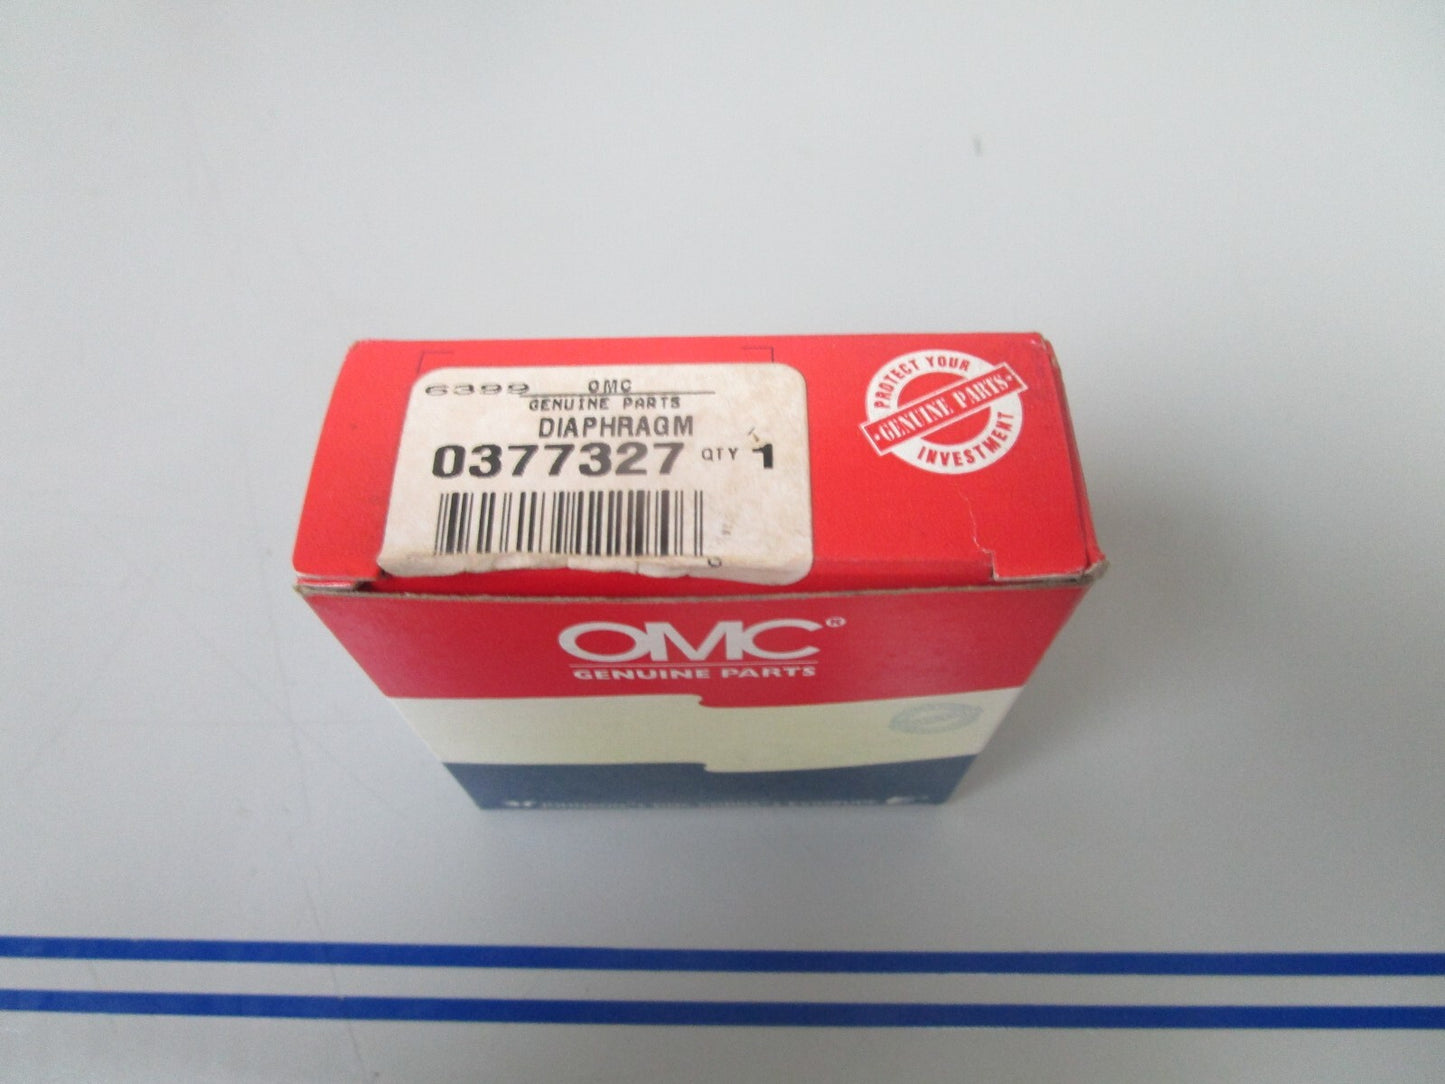 6399 OMC
GENUINE PARTS
DIAPHRAGM
0377327 QTY 1
PROTECT YOUR
·GENUINE PARTS·
INVESTMENT
OMC®
GENUINE PARTS